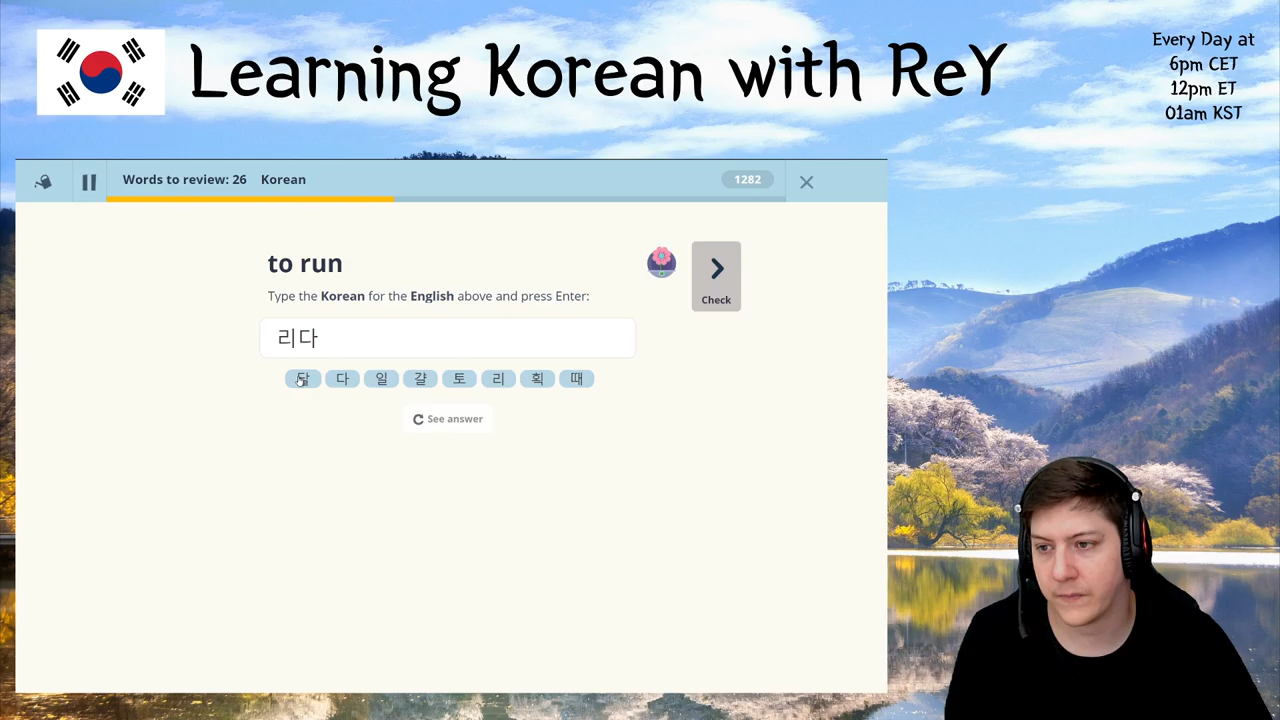 Learning Korean with ReY
Every Day at
6pm CET
12pm ET
01am KST
Words to review: 26 Korean
1282
to run
Type the Korean for the English above and press Enter:
Check
리다
달 다 일 걀 토 리 획 때
See answer